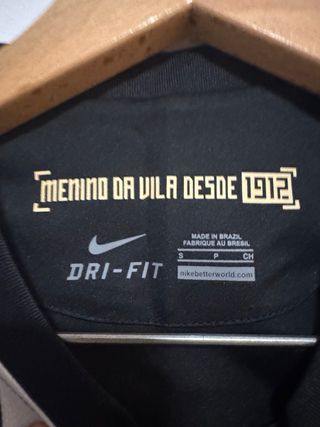 MENINO DA VILA DESDE 1912
MADE IN BRAZIL
FABRIQUE AU BRESIL
DRI-FIT
S P CH
nikebetterworld.com